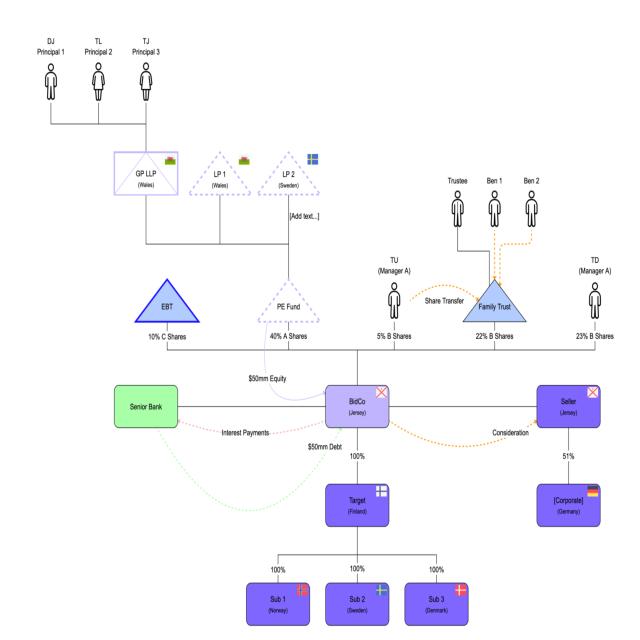 DJ
Principal 1
TL
Principal 2
TJ
Principal 3
GP LLP
(Wales)
LP 1
(Wales)
LP 2
(Sweden)
[Add text...]
Trustee
Ben 1
Ben 2
TU
(Manager A)
TD
(Manager A)
Share Transfer
EBT
PE Fund
Family Trust
10% C Shares
40% A Shares
5% B Shares
22% B Shares
23% B Shares
$50mm Equity
Senior Bank
BidCo
(Jersey)
Seller
(Jersey)
Interest Payments
Consideration
$50mm Debt
100%
51%
Target
(Finland)
[Corporate]
(Germany)
100%
100%
100%
Sub 1
(Norway)
Sub 2
(Sweden)
Sub 3
(Denmark)